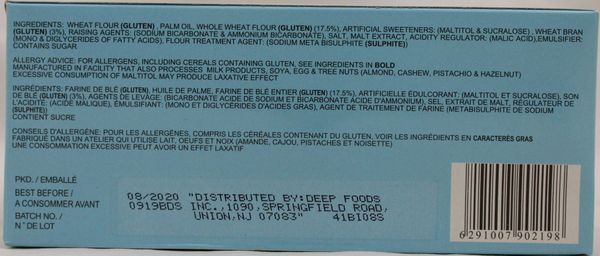 INGREDIENTS: WHEAT FLOUR (GLUTEN) , PALM OIL, WHOLE WHEAT FLOUR (GLUTEN) (17.5%), ARTIFICIAL SWEETENERS: (MALTITOL & SUCRALOSE) , WHEAT BRAN
(GLUTEN) (3%), RAISING AGENTS: (SODIUM BICARBONATE & AMMONIUM BICARBONATE), SALT, MALT EXTRACT, ACIDITY REGULATOR: (MALIC ACID),EMULSIFIER:
(MONO & DIGLYCERIDES OF FATTY ACIDS), FLOUR TREATMENT AGENT: (SODIUM META BISULPHITE (SULPHITE))
CONTAINS SUGAR
ALLERGY ADVICE: FOR ALLERGENS, INCLUDING CEREALS CONTAINING GLUTEN, SEE INGREDIENTS IN BOLD
MANUFACTURED IN FACILITY THAT ALSO PROCESSES MILK PRODUCTS, SOYA, EGG & TREE NUTS (ALMOND, CASHEW, PISTACHIO & HAZELNUT)
EXCESSIVE CONSUMPTION OF MALTITOL MAY PRODUCE LAXATIVE EFFECT
INGRÉDIENTS: FARINE DE BLÉ (GLUTEN), HUILE DE PALME, FARINE DE BLÉ ENTIER (GLUTEN) (17.5%), ARTIFICIELLE ÉDULCORANT: (MALTITOL ET SUCRALOSE), SON
DE BLÉ (GLUTEN) (3%), AGENTS DE LEVAGE: (BICARBONATE ACIDE DE SODIUM ET BICARBONATE ACIDE D'AMMONIUM), SEL, EXTRAIT DE MALT, RÉGULATEUR DE
L'ACIDITÉ: (ACIDE MALIQUE), ÉMULSIFIANT: (MONO ET DIGLYCÉRIDES D'ACIDES GRAS), AGENT DE TRAITEMENT DE FARINE (METABISULFITE DE SODIUM
(SULPHITE))
CONTIENT SUCRE
CONSEILS D'ALLERGÈNE: POUR LES ALLERGÈNES, COMPRIS LES CÉRÉALES CONTENANT DU GLUTEN, VOIR LES INGRÉDIENTS EN CARACTERÈS GRAS
FABRIQUÉ DANS UN ATELIER QUI UTILISE LAIT, OEUFS ET NOIX (AMANDE, CAJOU, PISTACHES ET NOISETTE)
UNE CONSOMMATION EXCESSIVE PEUT AVOIR UN EFFET LAXATIF
PKD. / EMBALLÉ
BEST BEFORE /
A CONSOMMER AVANT
BATCH NO. /
N° DE LOT
08/2020 "DISTRIBUTED BY:DEEP FOODS
0919BDS INC.,1090,SPRINGFIELD ROAD,
UNION,NJ 07083" 41BI08S
6291007902198